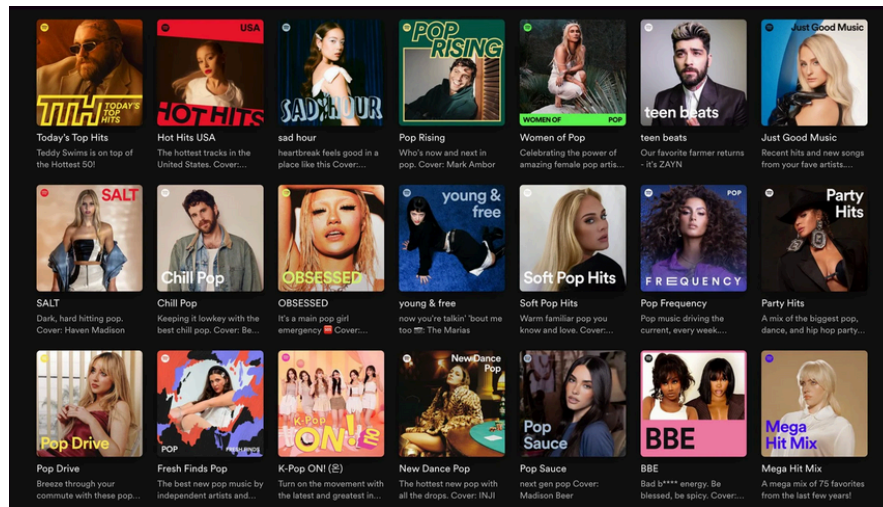 TTH TODAY'S TOP HITS
USA
HOT HITS
SAD HOUR
POP RISING
WOMEN OF POP
teen beats
Just Good Music
Today's Top Hits
Teddy Swims is on top of
the Hottest 50!
Hot Hits USA
The hottest tracks in the
United States. Cover:...
sad hour
heartbreak feels good in a
place like this Cover:...
Pop Rising
Who's now and next in
pop. Cover: Mark Ambor
Women of Pop
Celebrating the power of
amazing female pop artis...
teen beats
Our favorite farmer returns
- it's ZAYN
Just Good Music
Recent hits and new songs
from your fave artists....
SALT
Chill Pop
OBSESSED
young &
free
Soft Pop Hits
POP
FREQUENCY
Party
Hits
SALT
Dark, hard hitting pop.
Cover: Haven Madison
Chill Pop
Keeping it lowkey with the
best chill pop. Cover: Be...
OBSESSED
It's a main pop girl
emergency 🆘 Cover:...
young & free
now you're talkin' 'bout me
too 📼: The Marias
Soft Pop Hits
Warm familiar pop you
know and love. Cover:...
Pop Frequency
Pop music driving the
current, every week....
Party Hits
A mix of the biggest pop,
dance, and hip hop party...
Pop Drive
POP
FRESH FINDS
K-Pop
ON!
New Dance
Pop
Pop
Sauce
BBE
Mega
Hit Mix
Pop Drive
Breeze through your
commute with these pop...
Fresh Finds Pop
The best new pop music by
independent artists and...
K-Pop ON! (온)
Turn on the movement with
the latest and greatest in...
New Dance Pop
The hottest new pop with
all the drops. Cover: INJI
Pop Sauce
next gen pop Cover:
Madison Beer
BBE
Bad b**** energy. Be
blessed, be spicy. Cover:...
Mega Hit Mix
A mega mix of 75 favorites
from the last few years!